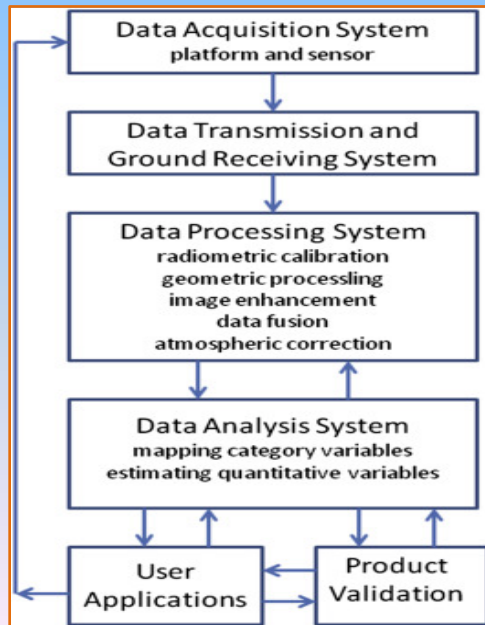 Data Acquisition System
platform and sensor
Data Transmission and
Ground Receiving System
Data Processing System
radiometric calibration
geometric processling
image enhancement
data fusion
atmospheric correction
Data Analysis System
mapping category variables
estimating quantitative variables
User
Applications
Product
Validation